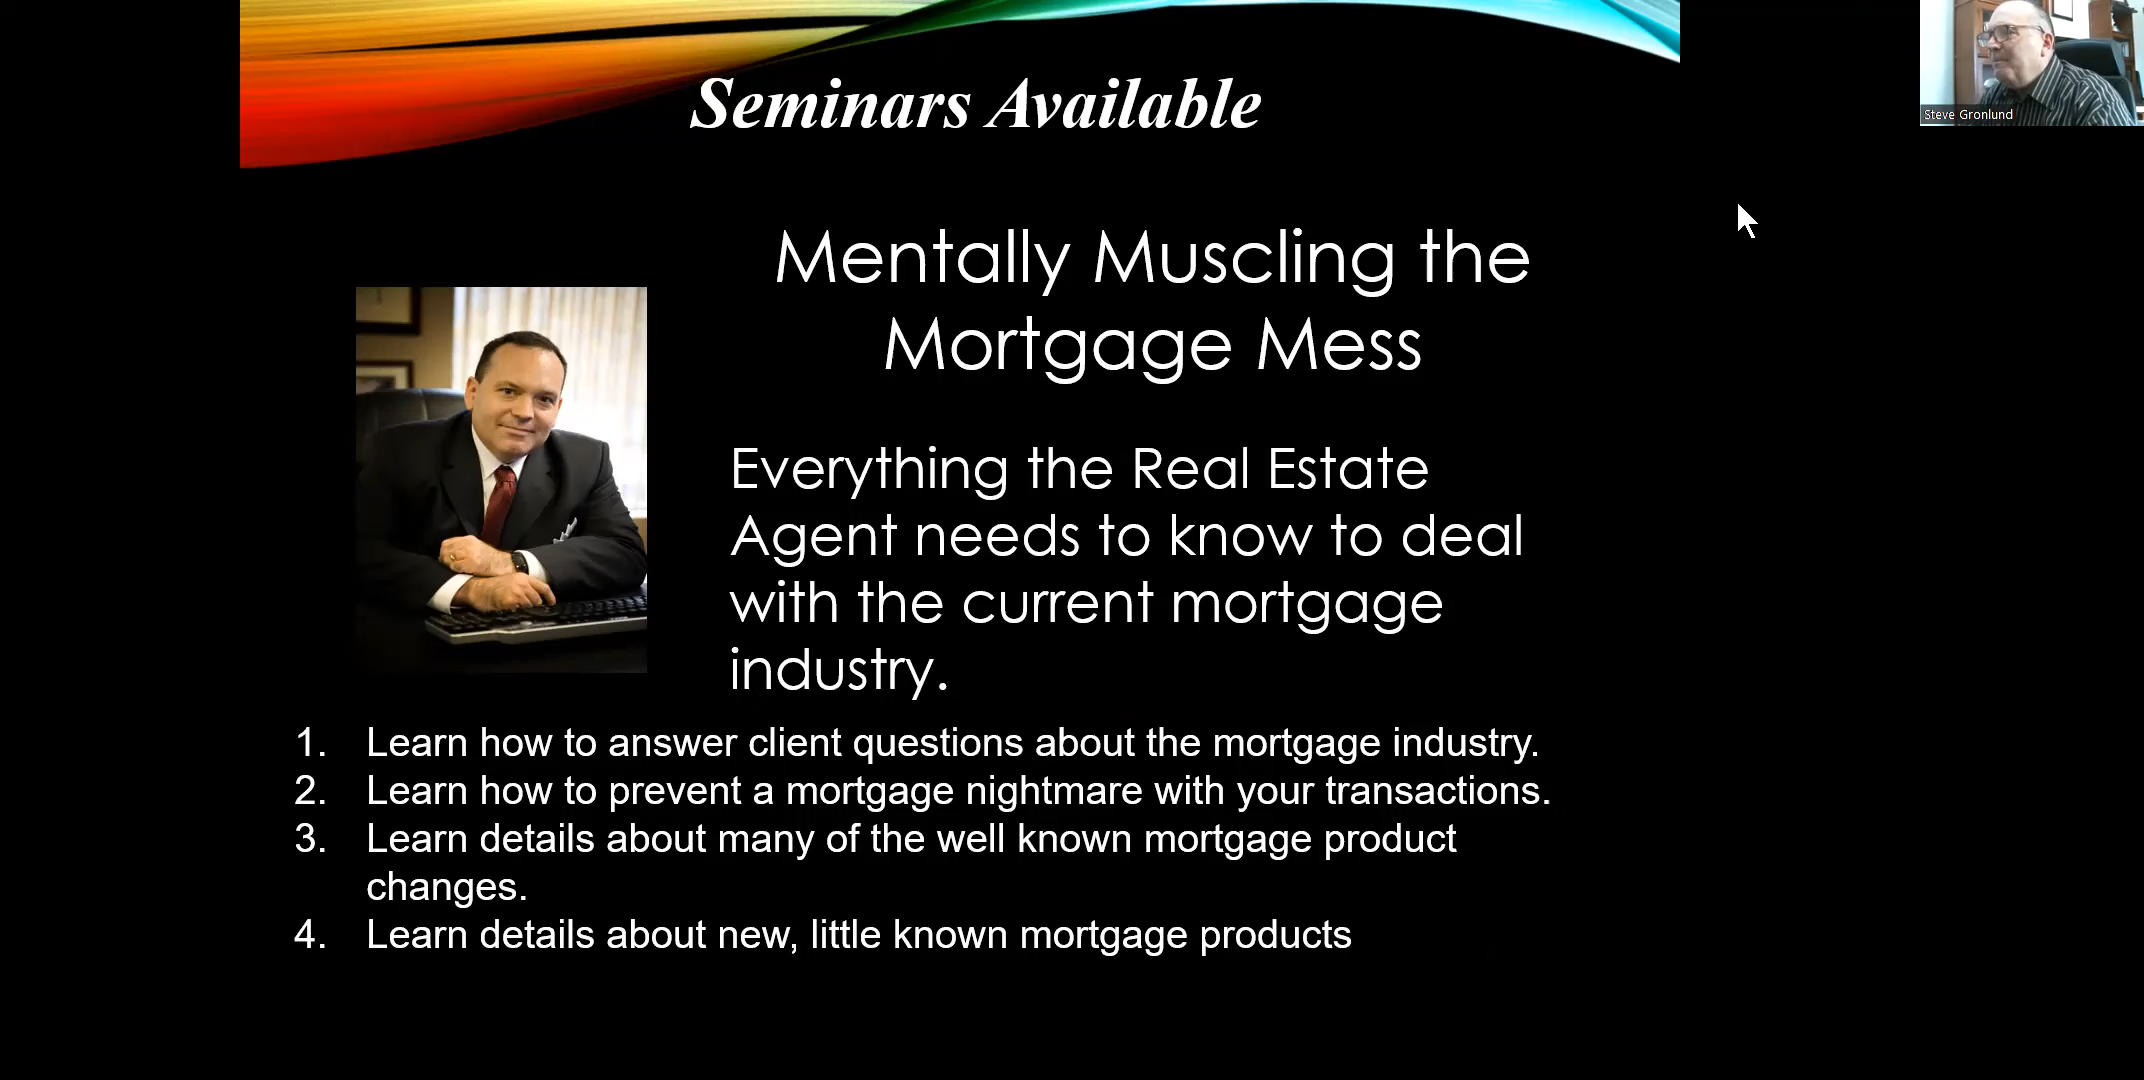 Seminars Available
Steve Gronlund
Mentally Muscling the
Mortgage Mess
Everything the Real Estate
Agent needs to know to deal
with the current mortgage
industry.
1. Learn how to answer client questions about the mortgage industry.
2. Learn how to prevent a mortgage nightmare with your transactions.
3. Learn details about many of the well known mortgage product
changes.
4. Learn details about new, little known mortgage products